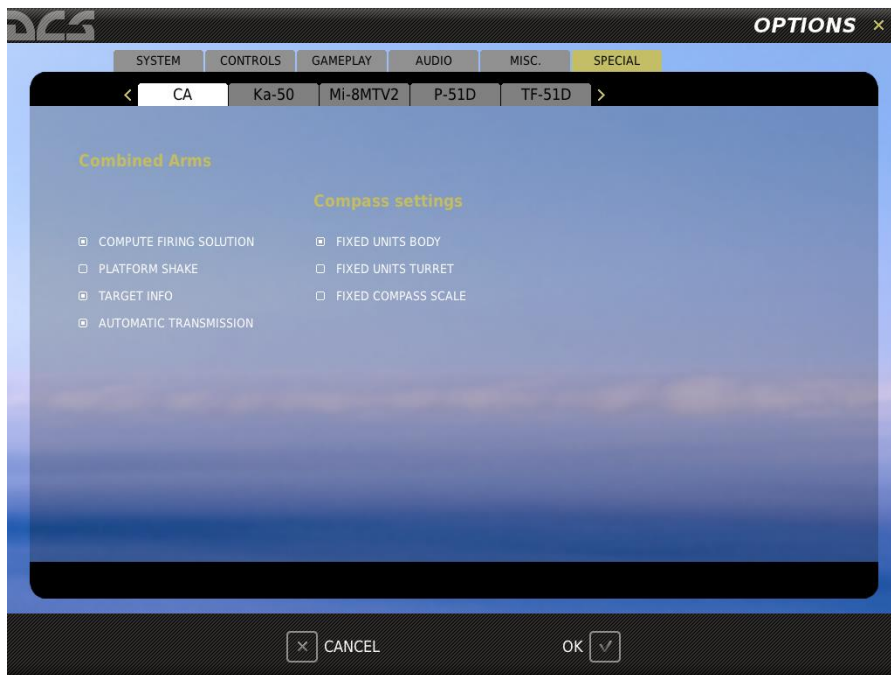 DCS
OPTIONS ×
SYSTEM CONTROLS GAMEPLAY AUDIO MISC. SPECIAL
< CA Ka-50 Mi-8MTV2 P-51D TF-51D >
Combined Arms
Compass settings
COMPUTE FIRING SOLUTION FIXED UNITS BODY
PLATFORM SHAKE FIXED UNITS TURRET
TARGET INFO FIXED COMPASS SCALE
AUTOMATIC TRANSMISSION
CANCEL OK